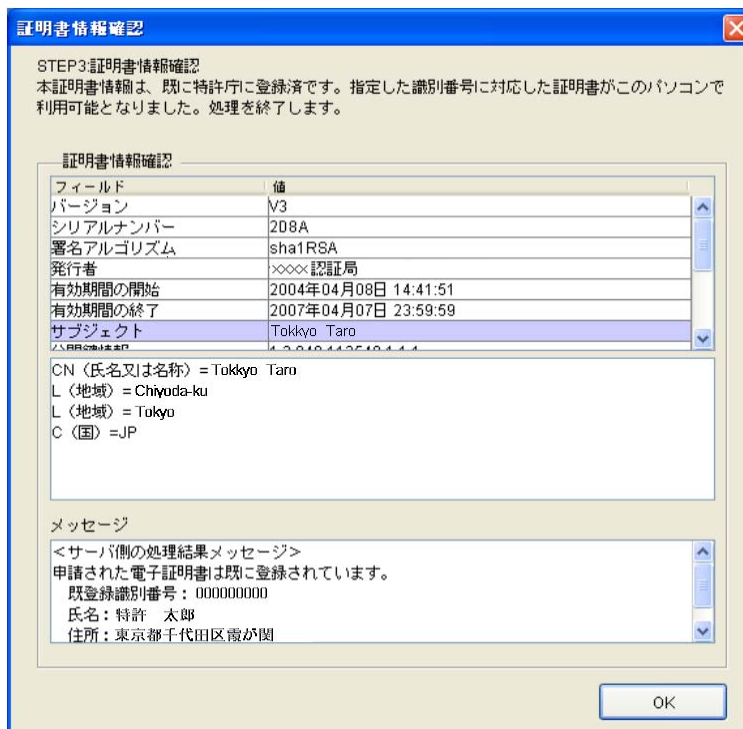 証明書情報確認
STEP3:証明書情報確認
本証明書情報は、既に特許庁に登録済です。指定した識別番号に対応した証明書がこのパソコンで
利用可能となりました。処理を終了します。
証明書情報確認
フィールド 値
バージョン V3
シリアルナンバー 2D8A
署名アルゴリズム sha1RSA
発行者 ××××認証局
有効期間の開始 2004年04月08日 14:41:51
有効期間の終了 2007年04月07日 23:59:59
サブジェクト Tokkyo Taro
CN（氏名又は名称）=Tokkyo Taro
L（地域）= Chiyoda-ku
L（地域）= Tokyo
C（国）=JP
メッセージ
<サーバ側の処理結果メッセージ>
申請された電子証明書は既に登録されています。
既登録識別番号：000000000
氏名：特許　太郎
住所：東京都千代田区霞が関
OK